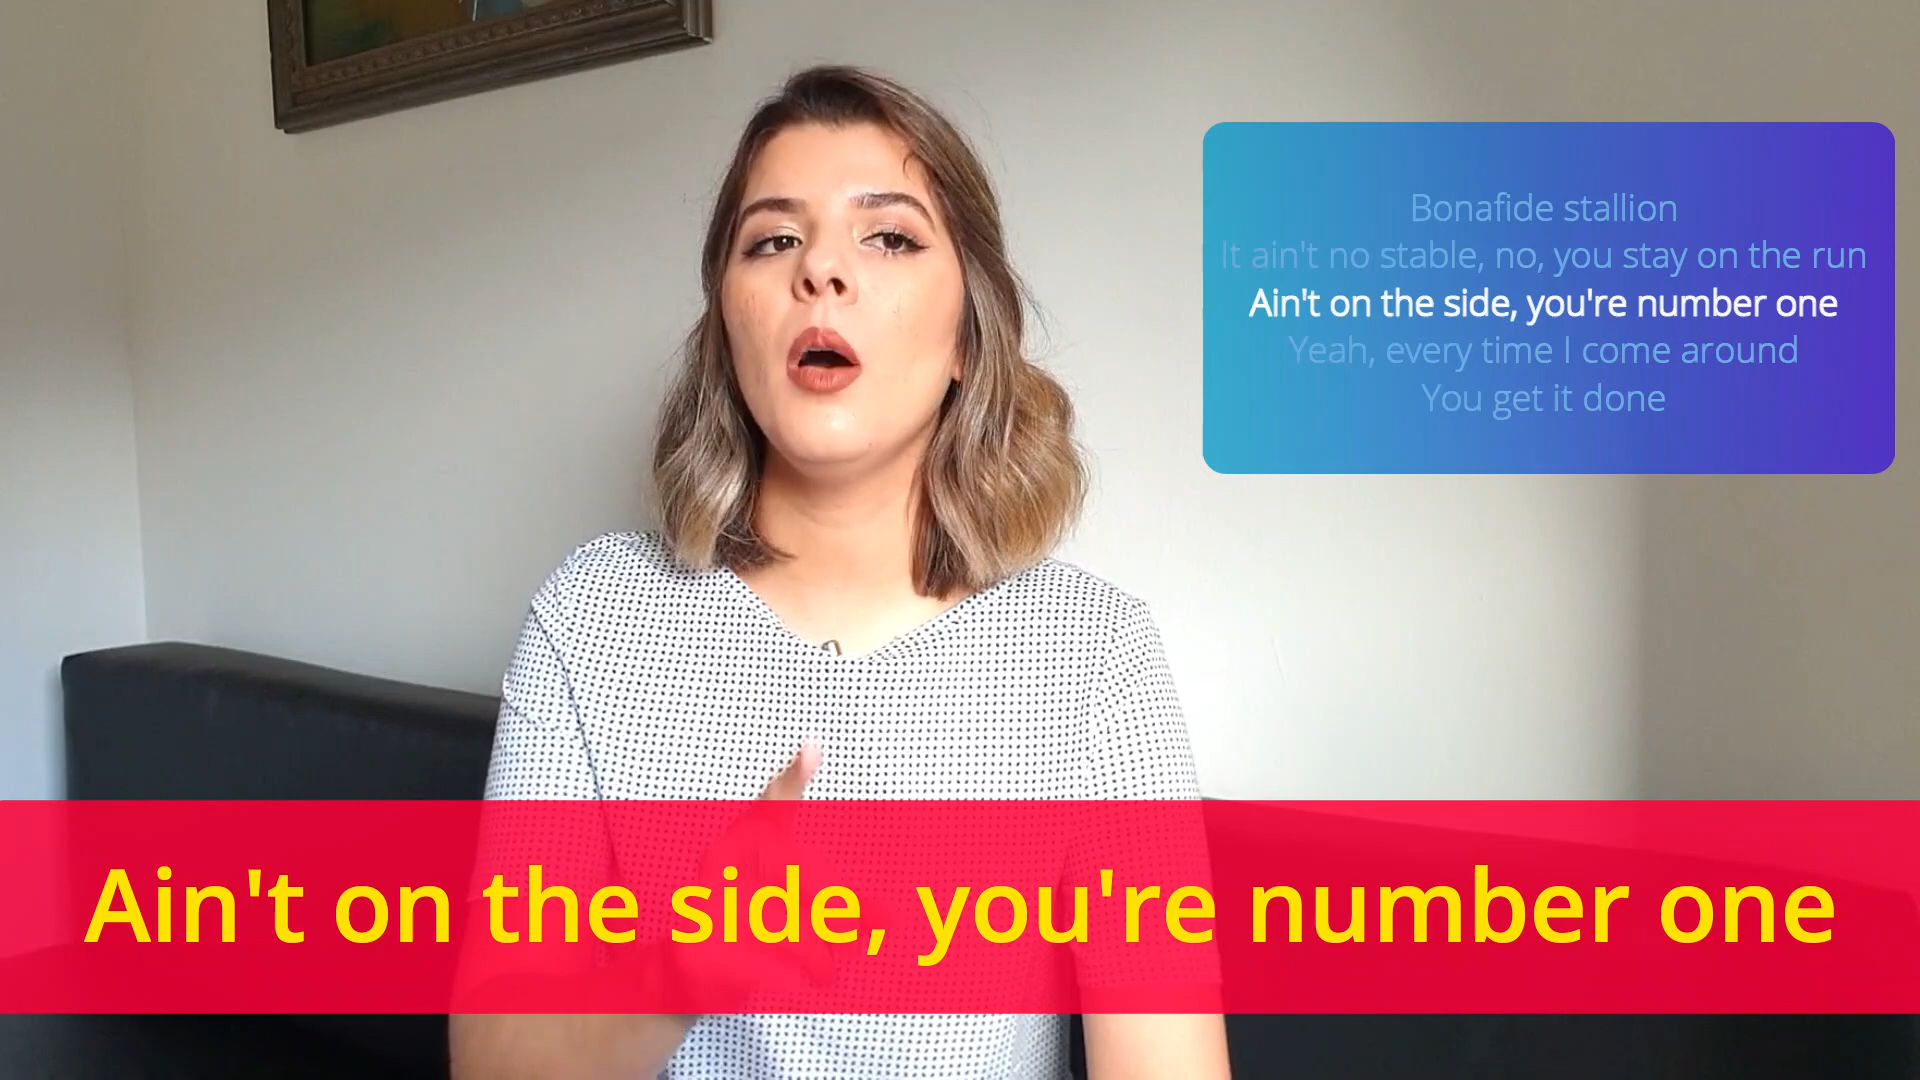 Bonafide stallion
It ain't no stable, no, you stay on the run
Ain't on the side, you're number one
Yeah, every time I come around
You get it done
Ain't on the side, you're number one